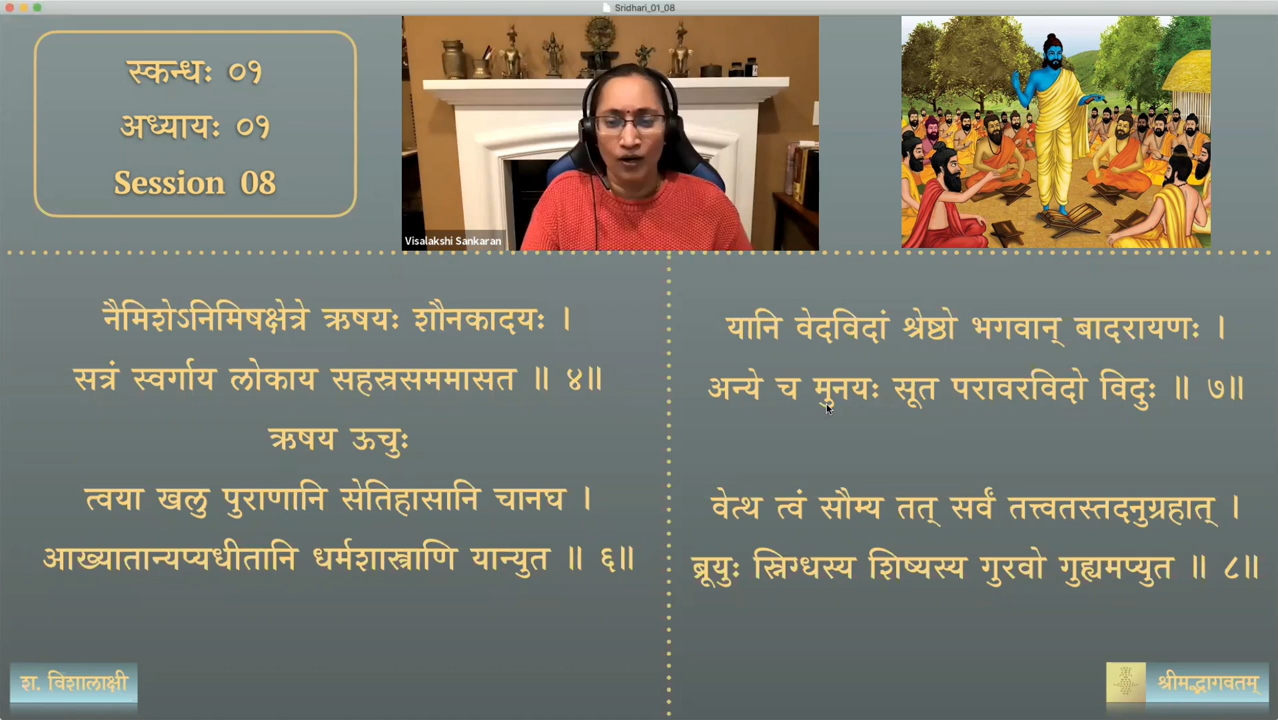 Sridhari_01_08
स्कन्धः ०१
अध्यायः ०१
Session 08
Visalakshi Sankaran
नैमिशेऽनिमिषक्षेत्रे ऋषयः शौनकादयः ।
सत्रं स्वर्गाय लोकाय सहस्रसममासत ॥ ४॥
ऋषय ऊचुः
त्वया खलु पुराणानि सेतिहासानि चानघ ।
आख्यातान्यप्यधीतानि धर्मशास्त्राणि यान्युत ॥ ६॥
यानि वेदविदां श्रेष्ठो भगवान् बादरायणः ।
अन्ये च मुनयः सूत परावरविदो विदुः ॥ ७॥
वेत्थ त्वं सौम्य तत् सर्वं तत्त्वतस्तदनुग्रहात् ।
ब्रूयुः स्निग्धस्य शिष्यस्य गुरवो गुह्यमप्युत ॥ ८॥
श. विशालाक्षी
श्रीमद्भागवतम्